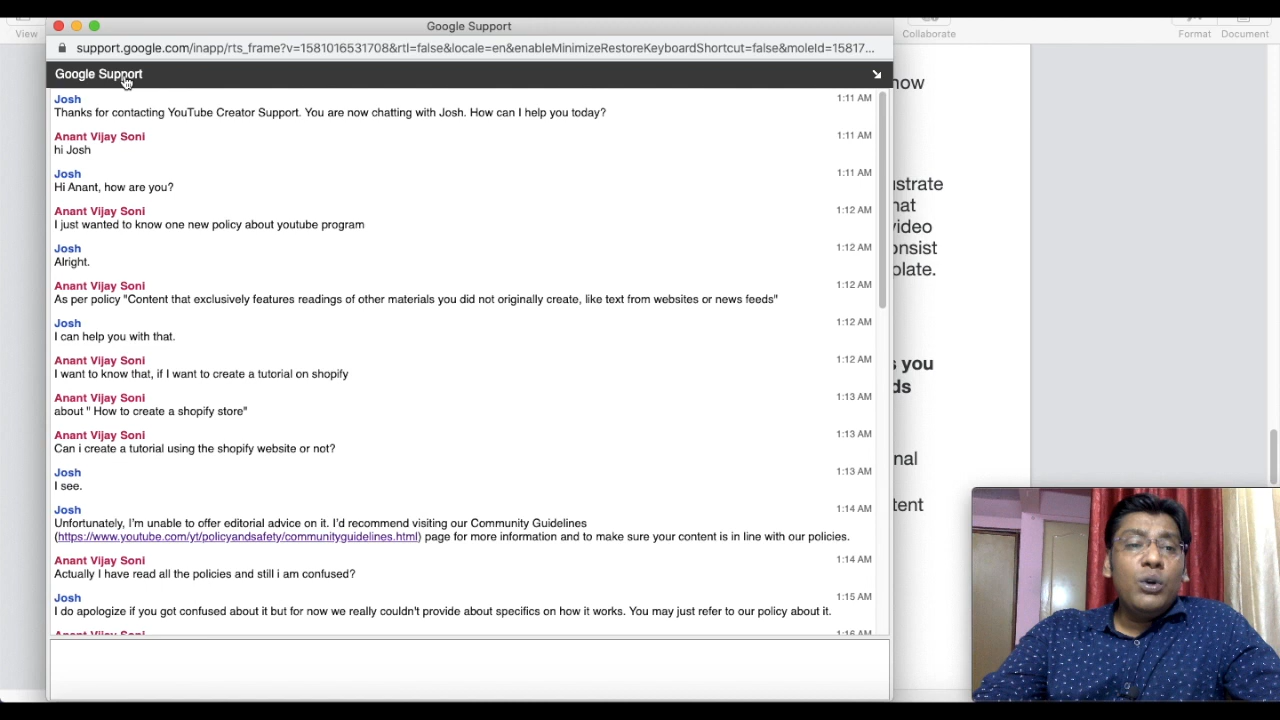 Google Support
View
Collaborate
Format
Document
support.google.com/inapp/rts_frame?v=1581016531708&rtl=false&locale=en&enableMinimizeRestoreKeyboardShortcut=false&moleId=15817...
Google Support
Josh 1:11 AM
Thanks for contacting YouTube Creator Support. You are now chatting with Josh. How can I help you today?
Anant Vijay Soni 1:11 AM
hi Josh
Josh 1:11 AM
Hi Anant, how are you?
Anant Vijay Soni 1:12 AM
I just wanted to know one new policy about youtube program
Josh 1:12 AM
Alright.
Anant Vijay Soni 1:12 AM
As per policy "Content that exclusively features readings of other materials you did not originally create, like text from websites or news feeds"
Josh 1:12 AM
I can help you with that.
Anant Vijay Soni 1:12 AM
I want to know that, if I want to create a tutorial on shopify
Anant Vijay Soni 1:13 AM
about " How to create a shopify store"
Anant Vijay Soni 1:13 AM
Can i create a tutorial using the shopify website or not?
Josh 1:13 AM
I see.
Josh 1:14 AM
Unfortunately, I'm unable to offer editorial advice on it. I'd recommend visiting our Community Guidelines
(https://www.youtube.com/yt/policyandsafety/communityguidelines.html) page for more information and to make sure your content is in line with our policies.
Anant Vijay Soni 1:14 AM
Actually I have read all the policies and still i am confused?
Josh 1:15 AM
I do apologize if you got confused about it but for now we really couldn't provide about specifics on how it works. You may just refer to our policy about it.
Anant Vijay Soni 1:16 AM
now
ustrate
hat
video
onsist
plate.
s you
ds
nal
tent